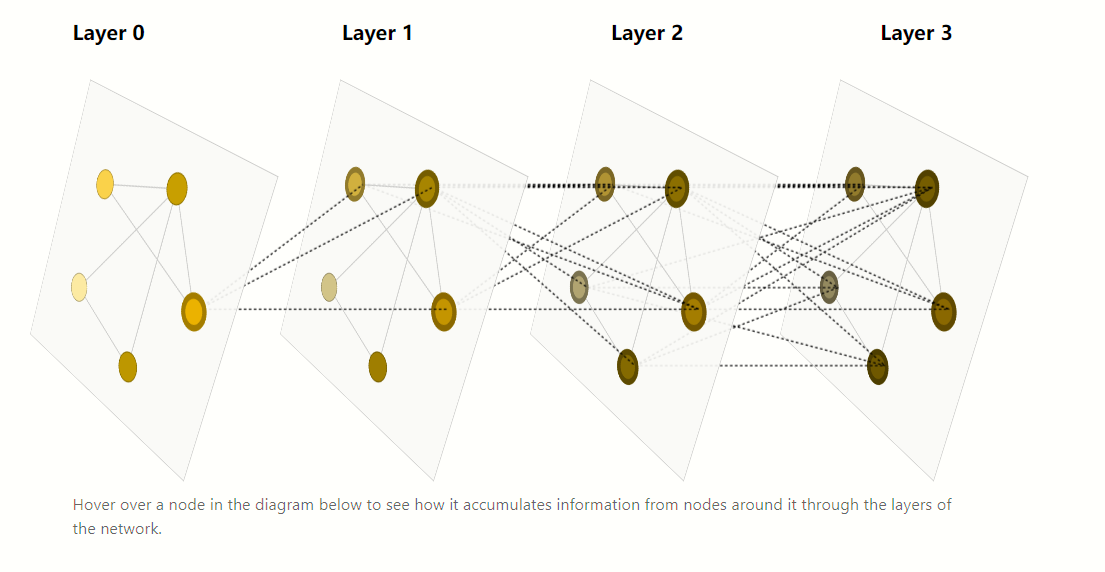 Layer 0 Layer 1 Layer 2 Layer 3
Hover over a node in the diagram below to see how it accumulates information from nodes around it through the layers of
the network.